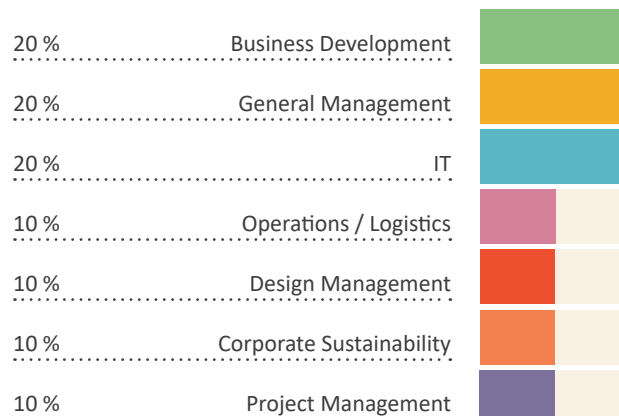 20 % Business Development
20 % General Management
20 % IT
10 % Operations / Logistics
10 % Design Management
10 % Corporate Sustainability
10 % Project Management